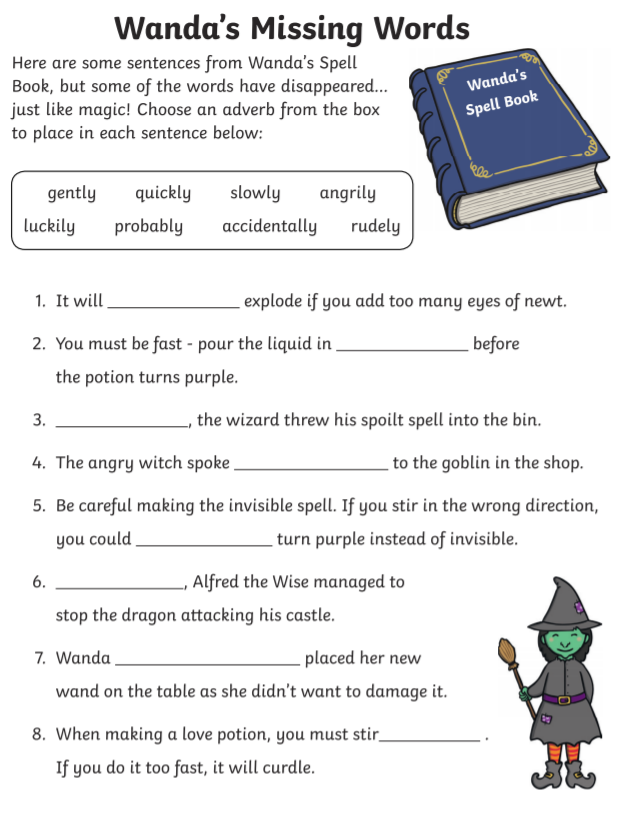 Wanda's Missing Words
Here are some sentences from Wanda's Spell
Book, but some of the words have disappeared...
just like magic! Choose an adverb from the box
to place in each sentence below:
Wanda's
Spell Book
gently quickly slowly angrily
luckily probably accidentally rudely
1. It will ______________ explode if you add too many eyes of newt.
2. You must be fast - pour the liquid in ______________ before
the potion turns purple.
3. ______________, the wizard threw his spoilt spell into the bin.
4. The angry witch spoke ________________ to the goblin in the shop.
5. Be careful making the invisible spell. If you stir in the wrong direction,
you could ______________ turn purple instead of invisible.
6. ______________, Alfred the Wise managed to
stop the dragon attacking his castle.
7. Wanda ____________________ placed her new
wand on the table as she didn't want to damage it.
8. When making a love potion, you must stir___________ .
If you do it too fast, it will curdle.